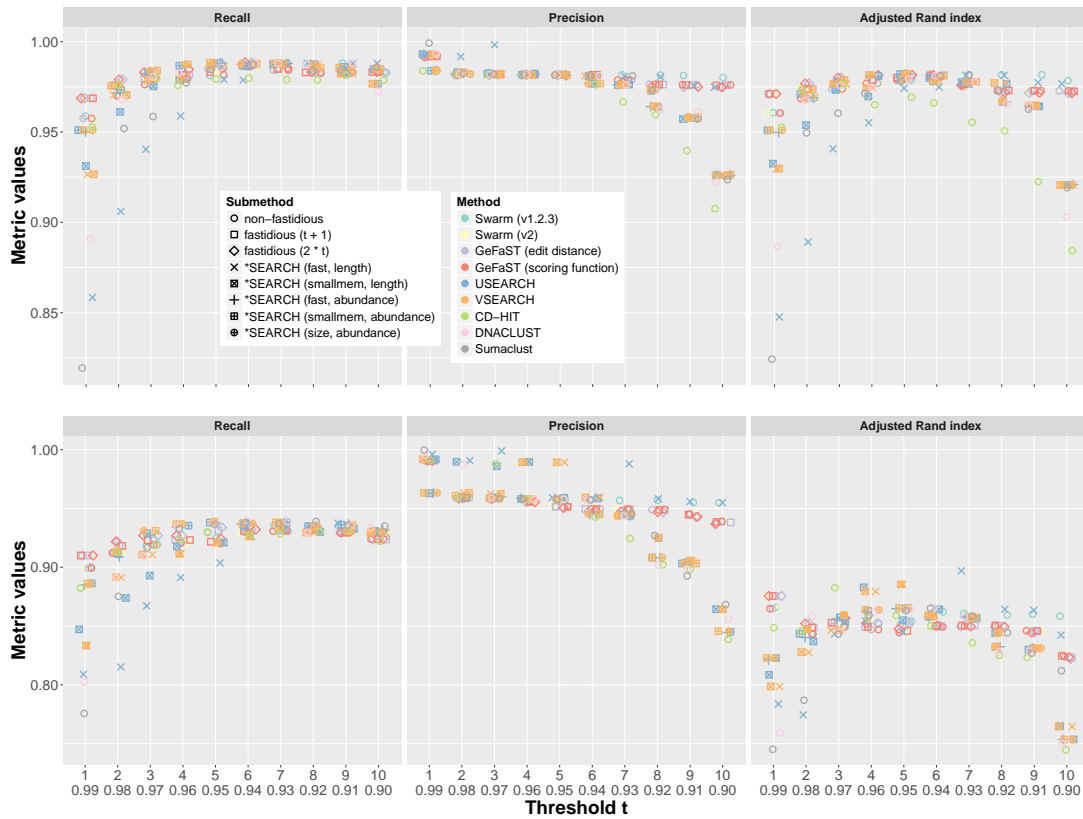 Recall Precision Adjusted Rand index
1.00
0.95
0.90
0.85
Metric values
Submethod
non−fastidious
fastidious (t + 1)
fastidious (2 * t)
*SEARCH (fast, length)
*SEARCH (smallmem, length)
*SEARCH (fast, abundance)
*SEARCH (smallmem, abundance)
*SEARCH (size, abundance)
Method
Swarm (v1.2.3)
Swarm (v2)
GeFaST (edit distance)
GeFaST (scoring function)
USEARCH
VSEARCH
CD−HIT
DNACLUST
Sumaclust
Recall Precision Adjusted Rand index
1.00
0.90
0.80
Metric values
1 2 3 4 5 6 7 8 9 10 1 2 3 4 5 6 7 8 9 10 1 2 3 4 5 6 7 8 9 10
0.99 0.98 0.97 0.96 0.95 0.94 0.93 0.92 0.91 0.90 0.99 0.98 0.97 0.96 0.95 0.94 0.93 0.92 0.91 0.90 0.99 0.98 0.97 0.96 0.95 0.94 0.93 0.92 0.91 0.90
Threshold t